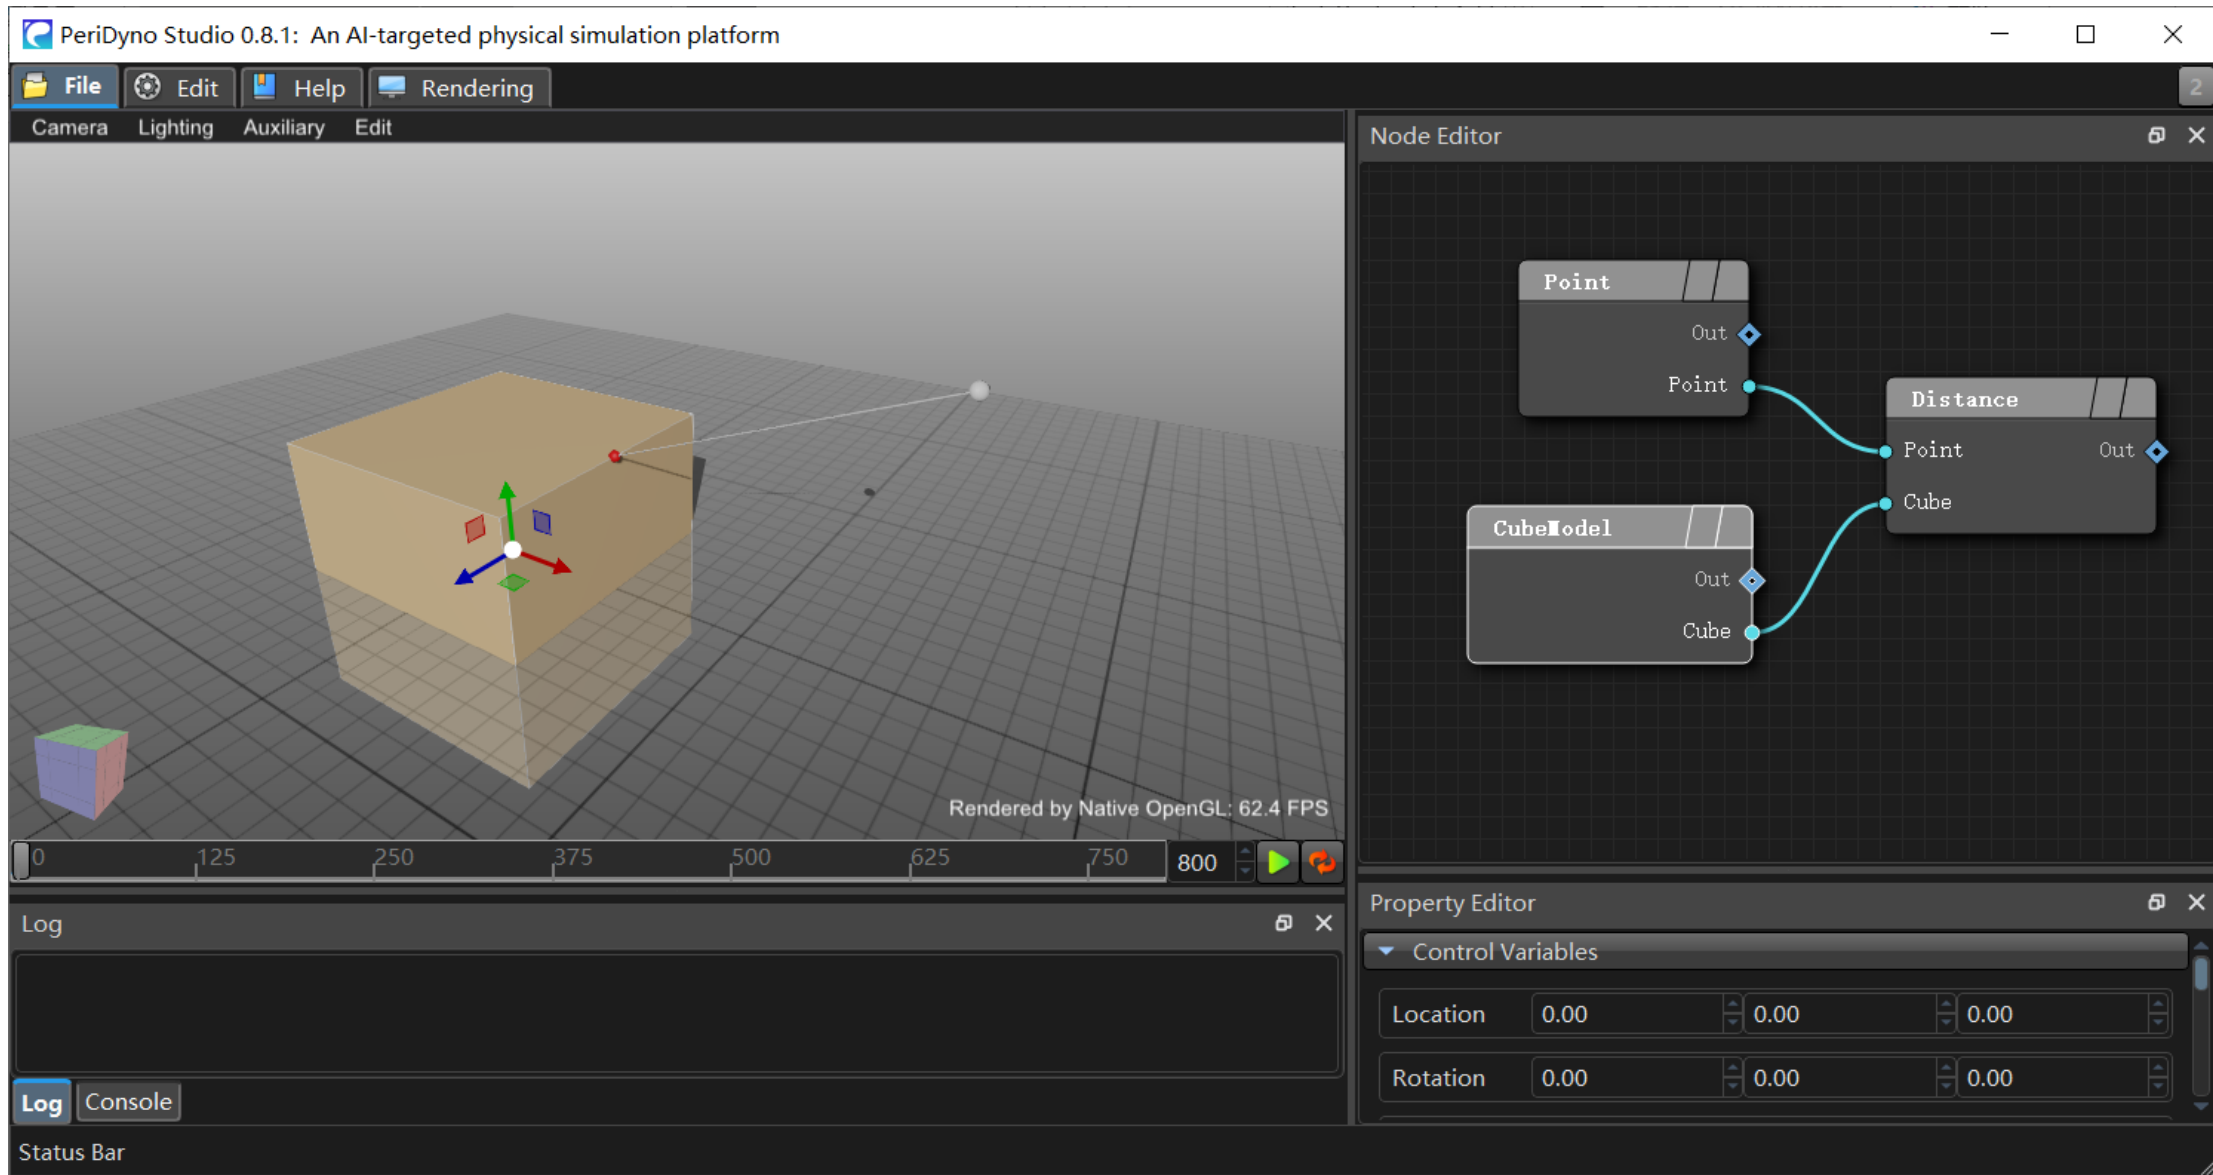 PeriDyno Studio 0.8.1: An AI-targeted physical simulation platform
File Edit Help Rendering 2
Camera Lighting Auxiliary Edit
Node Editor
Point
Out
Point
Distance
Point Out
Cube
CubeModel
Out
Cube
Rendered by Native OpenGL: 62.4 FPS
0 125 250 375 500 625 750 800
Log
Log Console
Property Editor
Control Variables
Location 0.00 0.00 0.00
Rotation 0.00 0.00 0.00
Status Bar